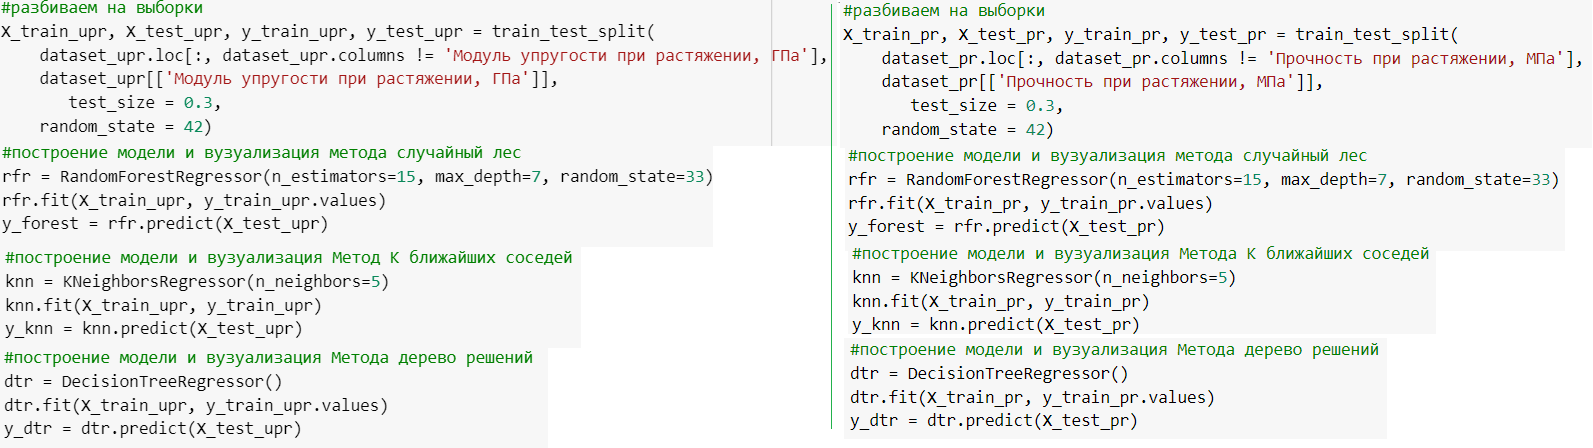 #разбиваем на выборки
X_train_upr, X_test_upr, y_train_upr, y_test_upr = train_test_split(
    dataset_upr.loc[:, dataset_upr.columns != 'Модуль упругости при растяжении, ГПа'],
    dataset_upr[['Модуль упругости при растяжении, ГПа']],
       test_size = 0.3,
    random_state = 42)
#построение модели и вузуализация метода случайный лес
rfr = RandomForestRegressor(n_estimators=15, max_depth=7, random_state=33)
rfr.fit(X_train_upr, y_train_upr.values)
y_forest = rfr.predict(X_test_upr)
#построение модели и вузуализация Метод К ближайших соседей
knn = KNeighborsRegressor(n_neighbors=5)
knn.fit(X_train_upr, y_train_upr)
y_knn = knn.predict(X_test_upr)
#построение модели и вузуализация Метода дерево решений
dtr = DecisionTreeRegressor()
dtr.fit(X_train_upr, y_train_upr.values)
y_dtr = dtr.predict(X_test_upr)
#разбиваем на выборки
X_train_pr, X_test_pr, y_train_pr, y_test_pr = train_test_split(
    dataset_pr.loc[:, dataset_pr.columns != 'Прочность при растяжении, МПа'],
    dataset_pr[['Прочность при растяжении, МПа']],
       test_size = 0.3,
    random_state = 42)
#построение модели и вузуализация метода случайный лес
rfr = RandomForestRegressor(n_estimators=15, max_depth=7, random_state=33)
rfr.fit(X_train_pr, y_train_pr.values)
y_forest = rfr.predict(X_test_pr)
#построение модели и вузуализация Метода К ближайших соседей
knn = KNeighborsRegressor(n_neighbors=5)
knn.fit(X_train_pr, y_train_pr)
y_knn = knn.predict(X_test_pr)
#построение модели и вузуализация Метода дерево решений
dtr = DecisionTreeRegressor()
dtr.fit(X_train_pr, y_train_pr.values)
y_dtr = dtr.predict(X_test_pr)